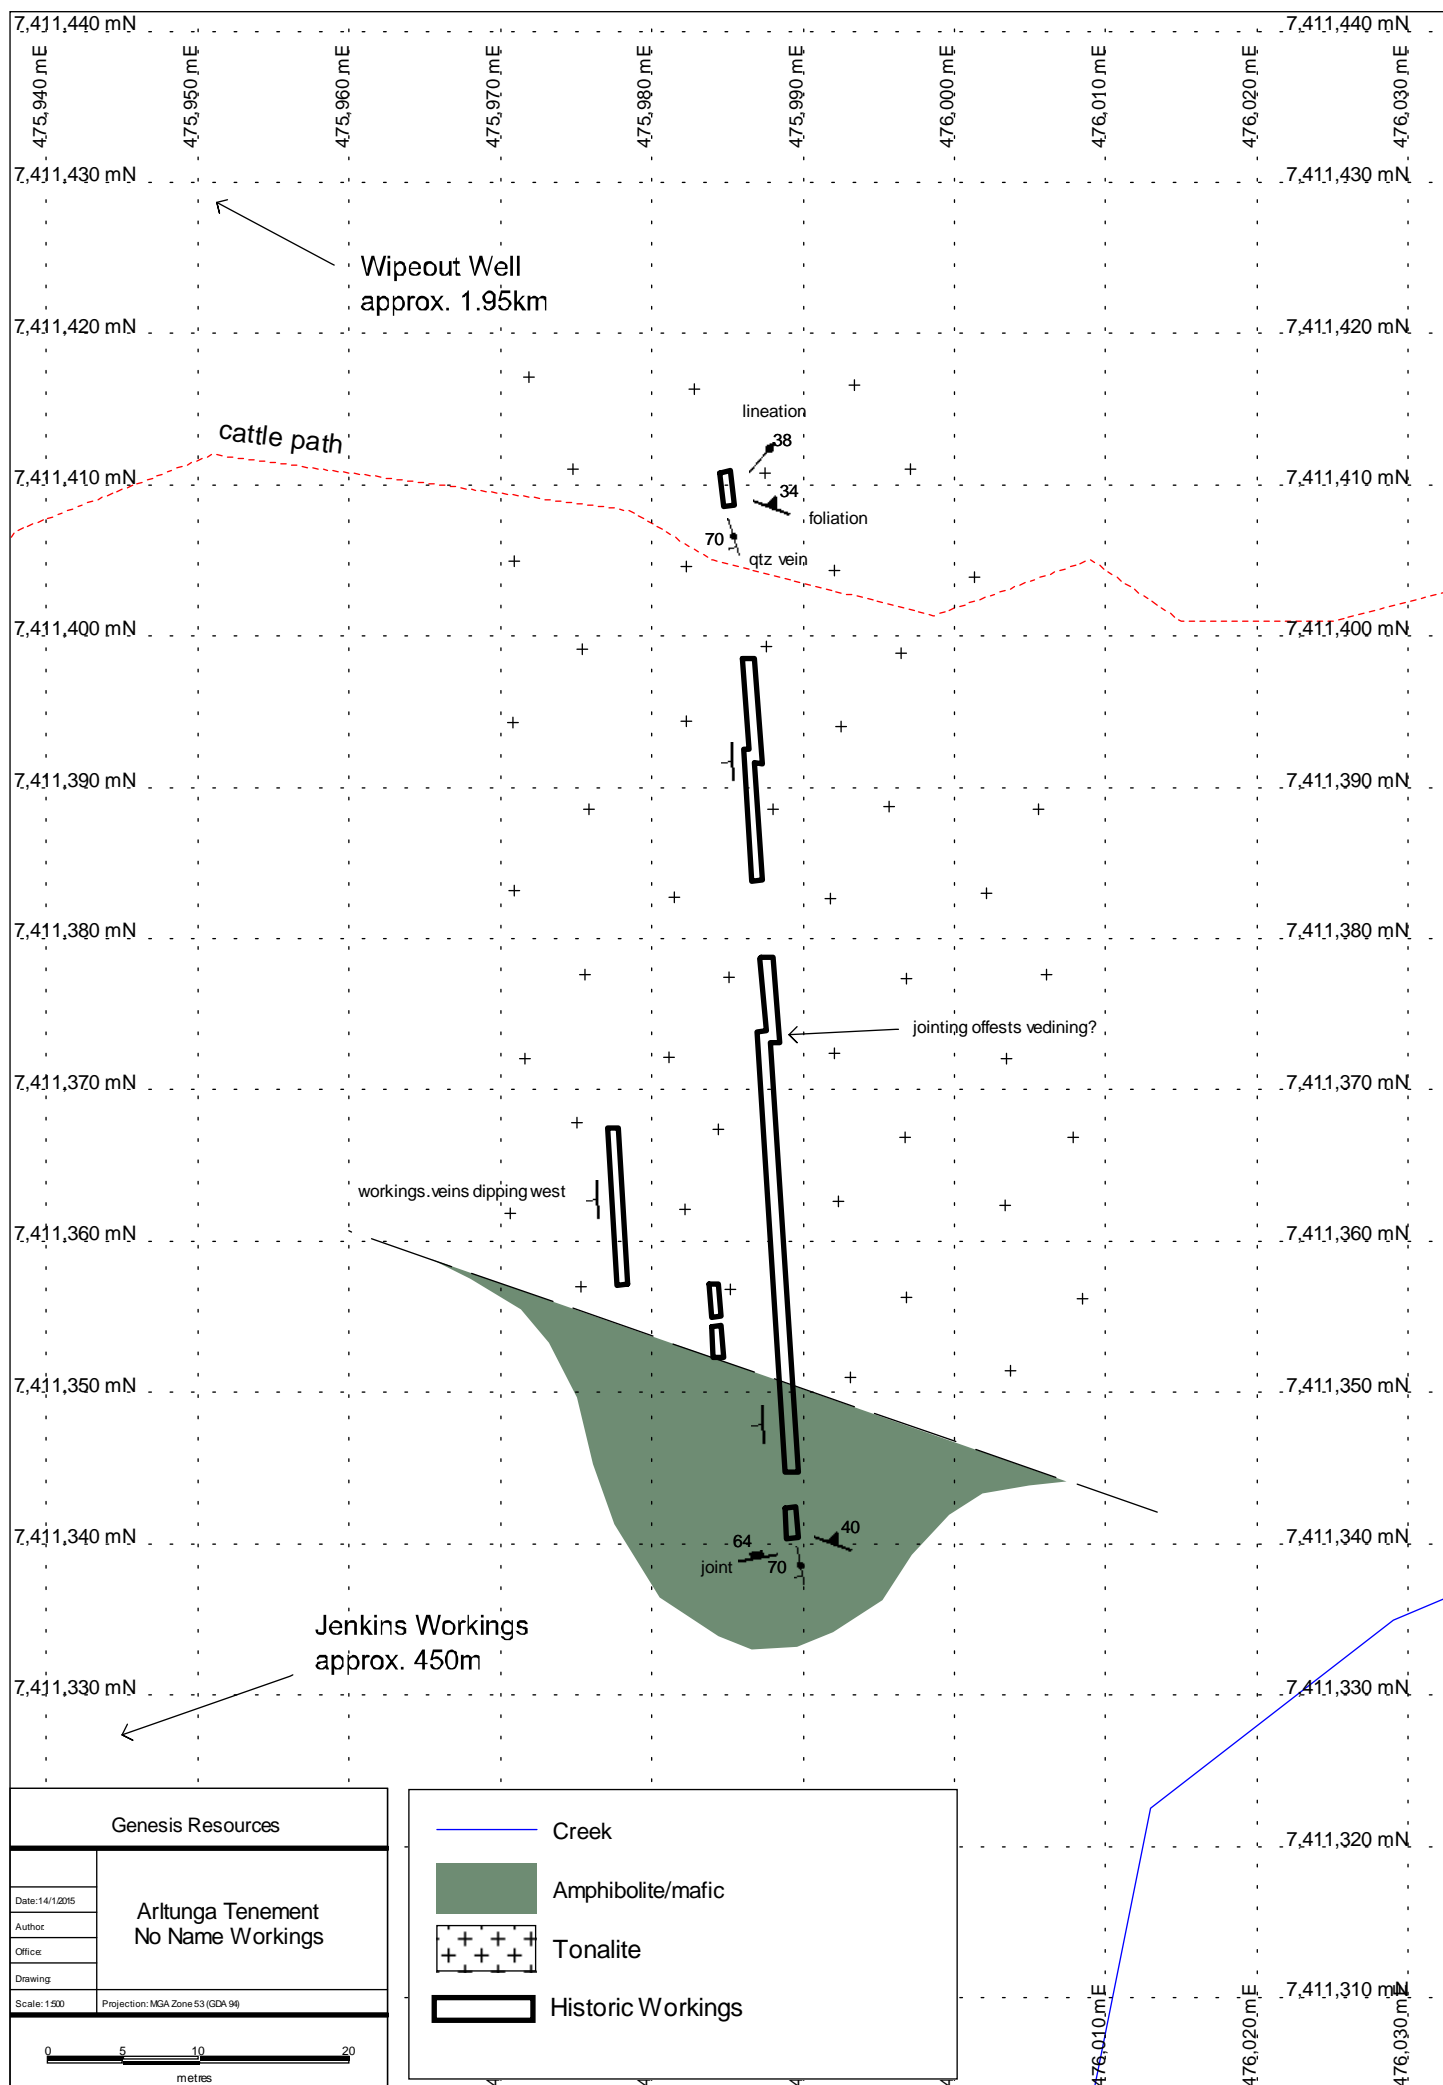 7,411,440 mN
7,411,440 mN
475,940 mE
475,950 mE
475,960 mE
475,970 mE
475,980 mE
475,990 mE
476,000 mE
476,010 mE
476,020 mE
476,030 mE
7,411,430 mN
7,411,430 mN
Wipeout Well
approx. 1.95km
7,411,420 mN
7,411,420 mN
lineation
cattle path
38
7,411,410 mN
7,411,410 mN
34
foliation
70
qtz vein
7,411,400 mN
7,411,400 mN
7,411,390 mN
7,411,390 mN
7,411,380 mN
7,411,380 mN
jointing offests vedining?
7,411,370 mN
7,411,370 mN
workings.veins dipping west
7,411,360 mN
7,411,360 mN
7,411,350 mN
7,411,350 mN
7,411,340 mN
7,411,340 mN
64
40
joint
70
Jenkins Workings
approx. 450m
7,411,330 mN
7,411,330 mN
Genesis Resources
Date:14/1/2015
Author:
Office:
Drawing:
Scale: 1:500
Arltunga Tenement
No Name Workings
Projection: MGA Zone 53 (GDA 94)
0 5 10 20
metres
Creek
Amphibolite/mafic
Tonalite
Historic Workings
7,411,320 mN
7,411,310 mN
476,010 mE
476,020 mE
476,030 mE